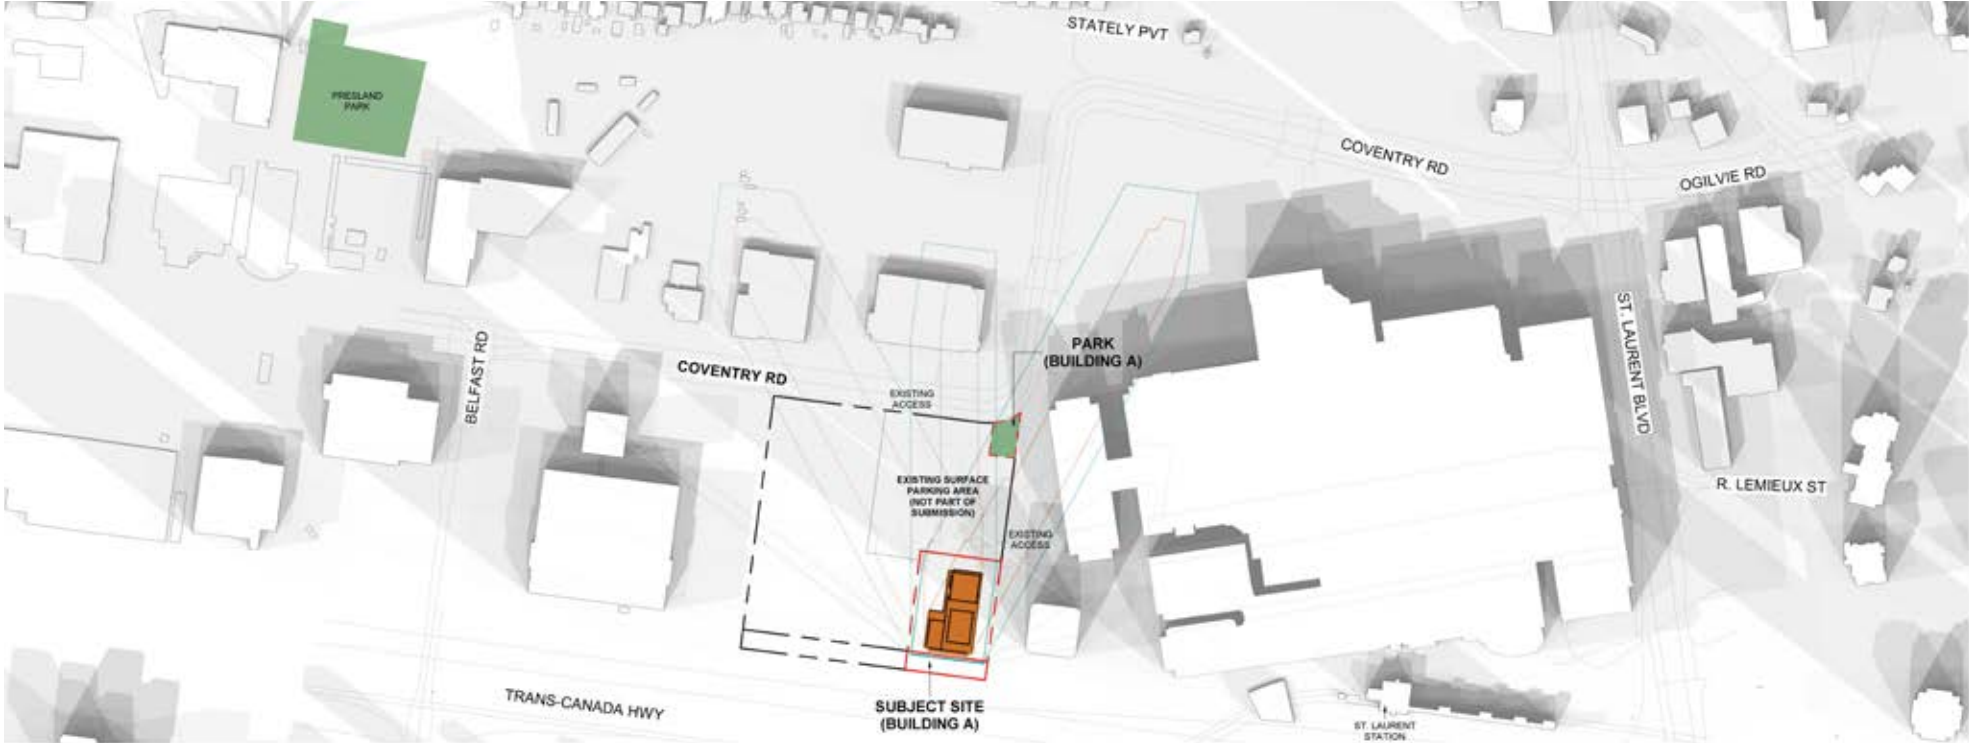 STATELY PVT
PRESLAND
PARK
COVENTRY RD
OGILVIE RD
BELFAST RD
COVENTRY RD
PARK
(BUILDING A)
ST. LAURENT BLVD
EXISTING
ACCESS
EXISTING SURFACE
PARKING AREA
(NOT PART OF
SUBMISSION)
R. LEMIEUX ST
EXISTING
ACCESS
TRANS-CANADA HWY
SUBJECT SITE
(BUILDING A)
ST. LAURENT
STATION